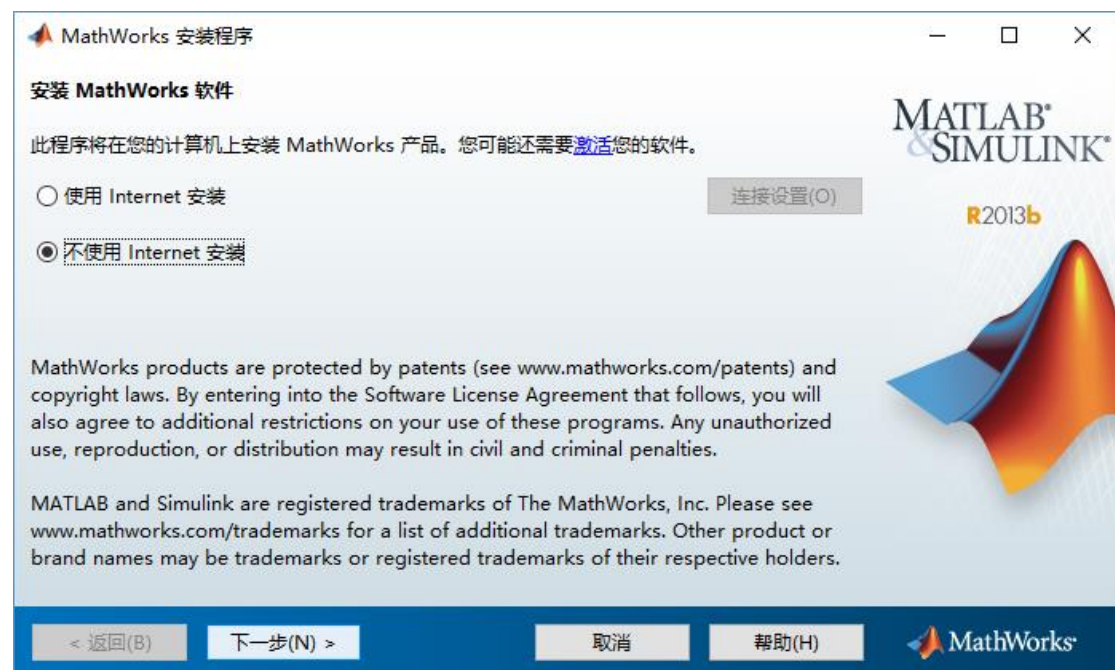 MathWorks 安装程序
安装 MathWorks 软件
此程序将在您的计算机上安装 MathWorks 产品。您可能还需要激活您的软件。
使用 Internet 安装
连接设置(O)
不使用 Internet 安装
MathWorks products are protected by patents (see www.mathworks.com/patents) and
copyright laws. By entering into the Software License Agreement that follows, you will
also agree to additional restrictions on your use of these programs. Any unauthorized
use, reproduction, or distribution may result in civil and criminal penalties.
MATLAB and Simulink are registered trademarks of The MathWorks, Inc. Please see
www.mathworks.com/trademarks for a list of additional trademarks. Other product or
brand names may be trademarks or registered trademarks of their respective holders.
MATLAB®
&SIMULINK®
R2013b
< 返回(B)
下一步(N) >
取消
帮助(H)
MathWorks®